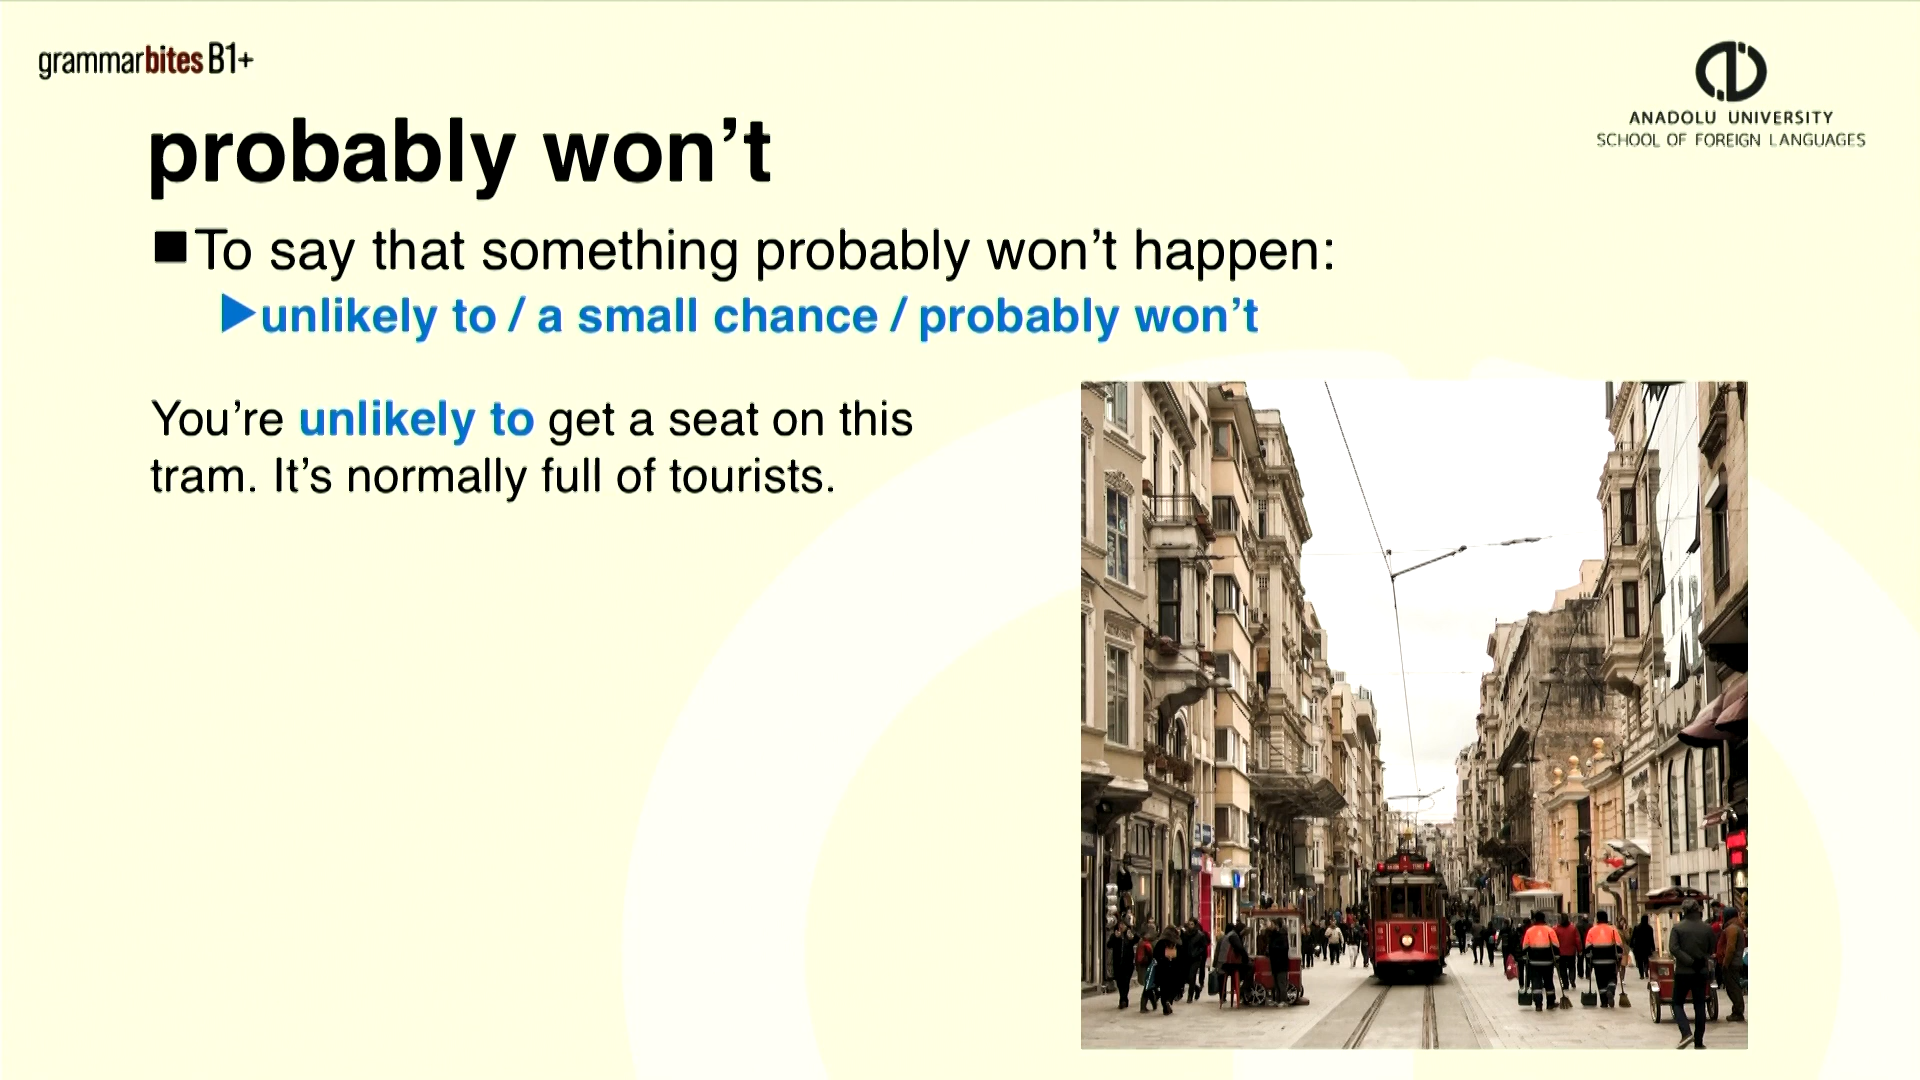 grammarbites B1+
ANADOLU UNIVERSITY
SCHOOL OF FOREIGN LANGUAGES
probably won’t
■To say that something probably won’t happen:
▶unlikely to / a small chance / probably won’t
You’re unlikely to get a seat on this
tram. It’s normally full of tourists.